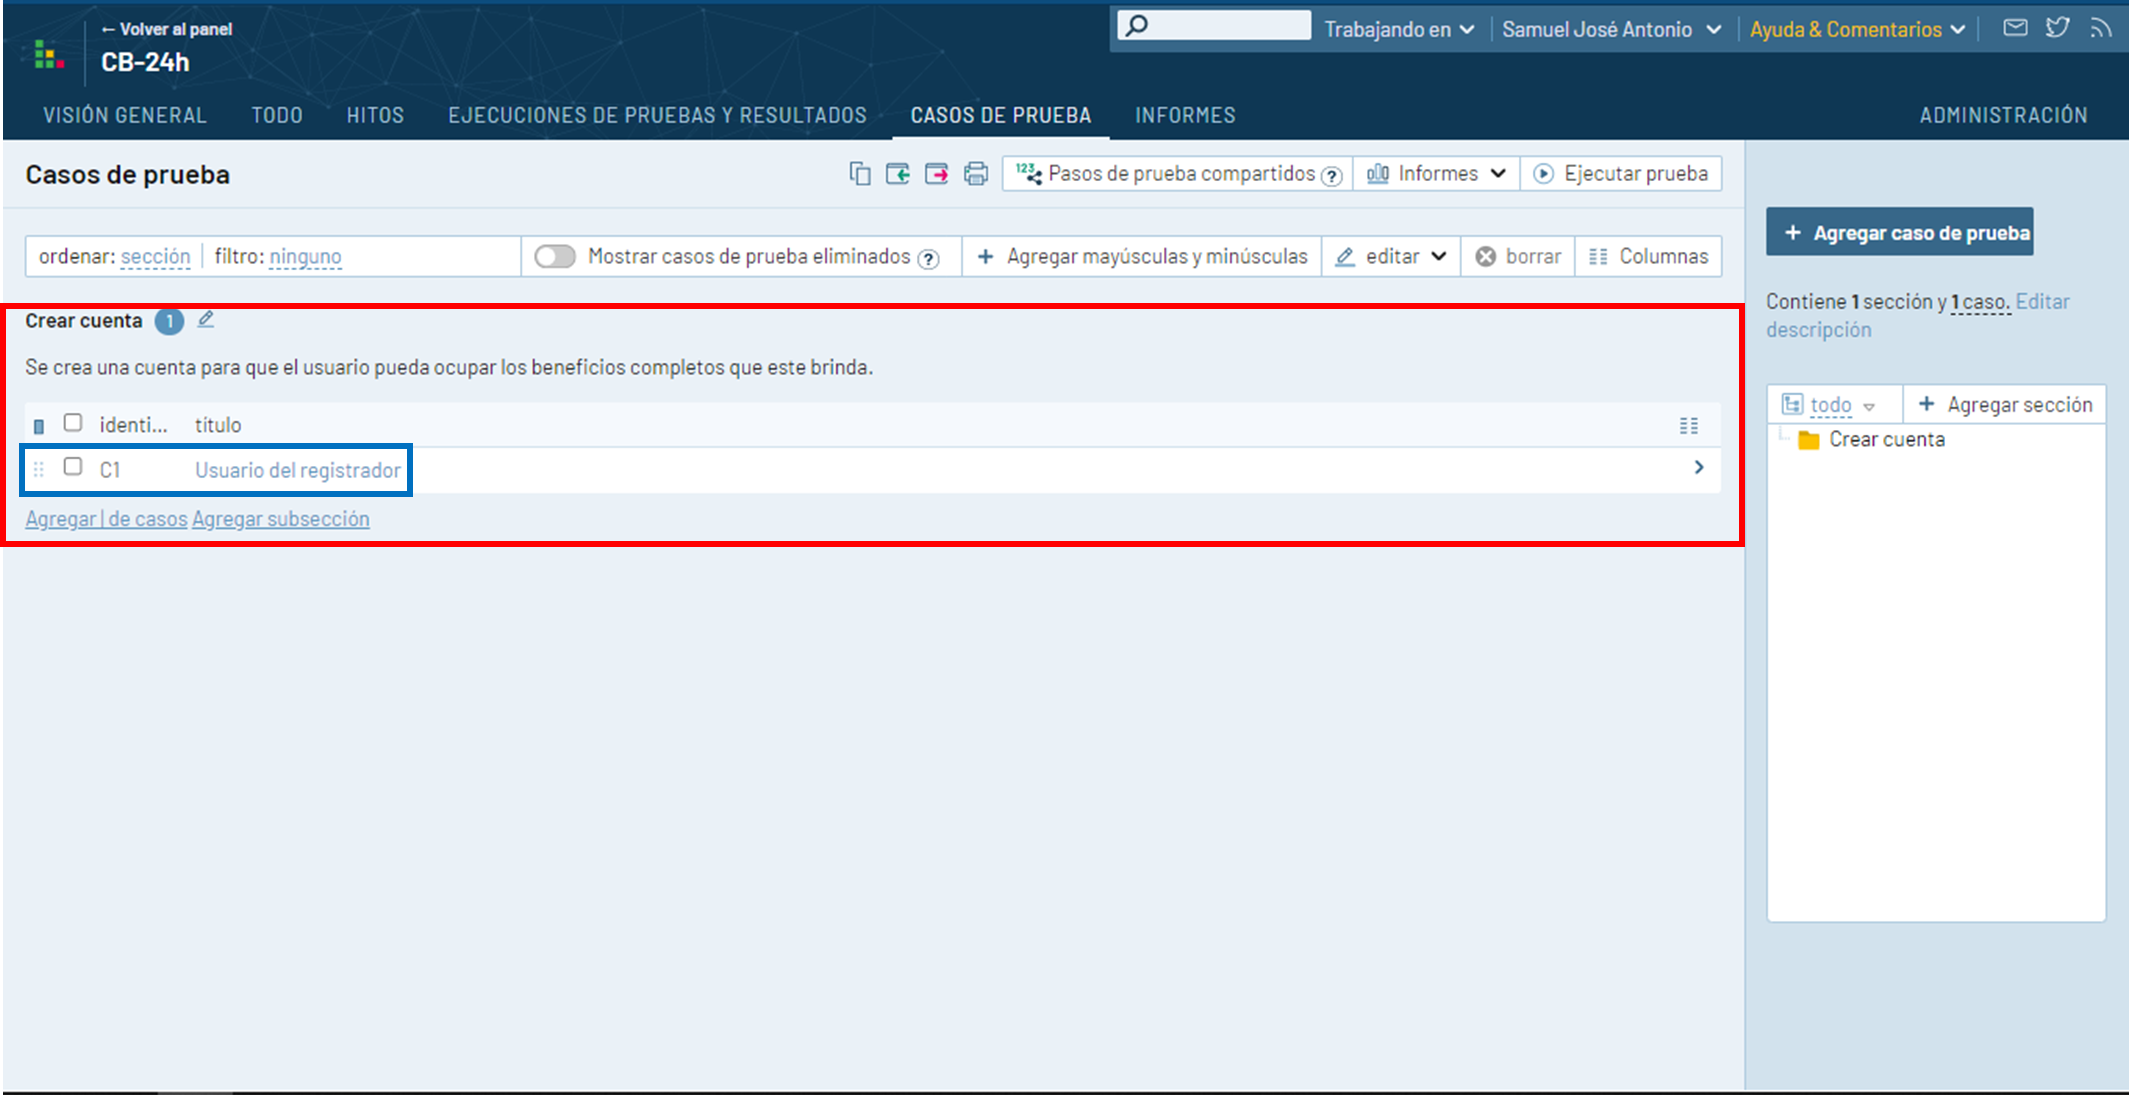 ← Volver al panel
CB-24h
Trabajando en
Samuel José Antonio
Ayuda & Comentarios
VISIÓN GENERAL
TODO
HITOS
EJECUCIONES DE PRUEBAS Y RESULTADOS
CASOS DE PRUEBA
INFORMES
ADMINISTRACIÓN
Casos de prueba
123 Pasos de prueba compartidos ?
Informes
Ejecutar prueba
ordenar: sección
filtro: ninguno
Mostrar casos de prueba eliminados ?
+ Agregar mayúsculas y minúsculas
editar
borrar
Columnas
Crear cuenta 1
Se crea una cuenta para que el usuario pueda ocupar los beneficios completos que este brinda.
identi... título
C1 Usuario del registrador
Agregar | de casos Agregar subsección
+ Agregar caso de prueba
Contiene 1 sección y 1 caso. Editar
descripción
todo
+ Agregar sección
Crear cuenta